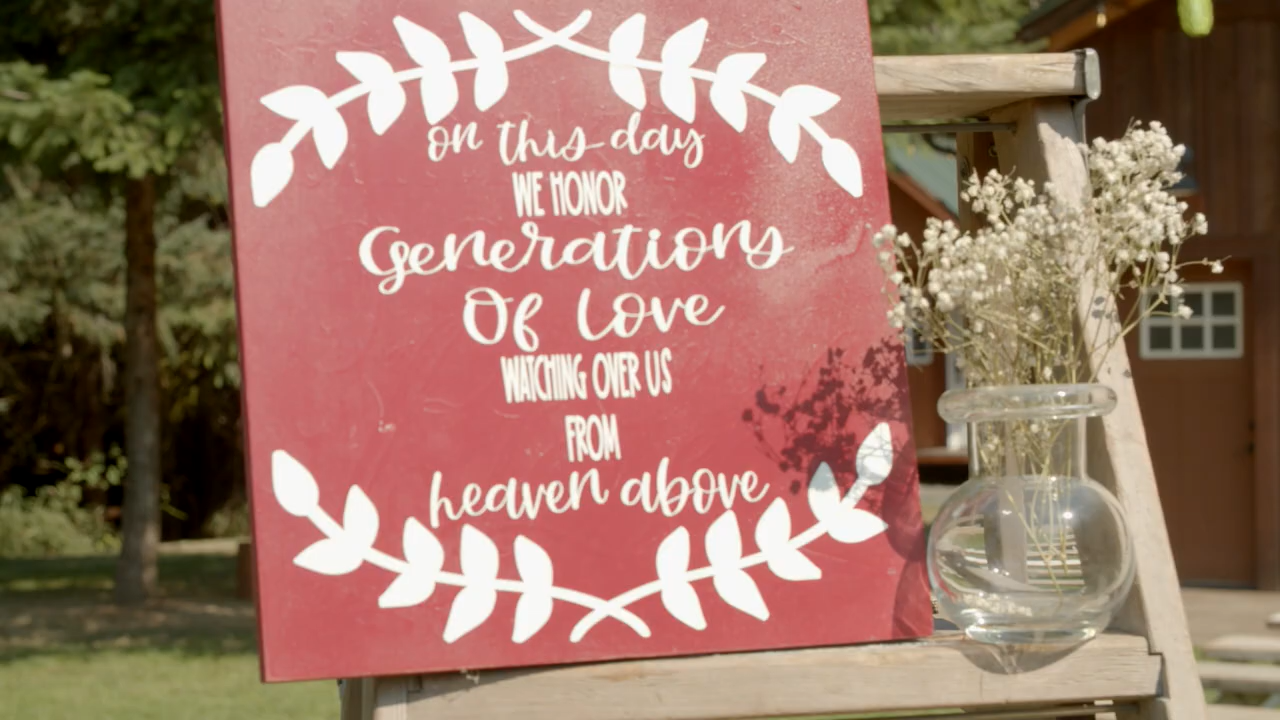 on this day
WE HONOR
Generations
Of Love
WATCHING OVER US
FROM
heaven above